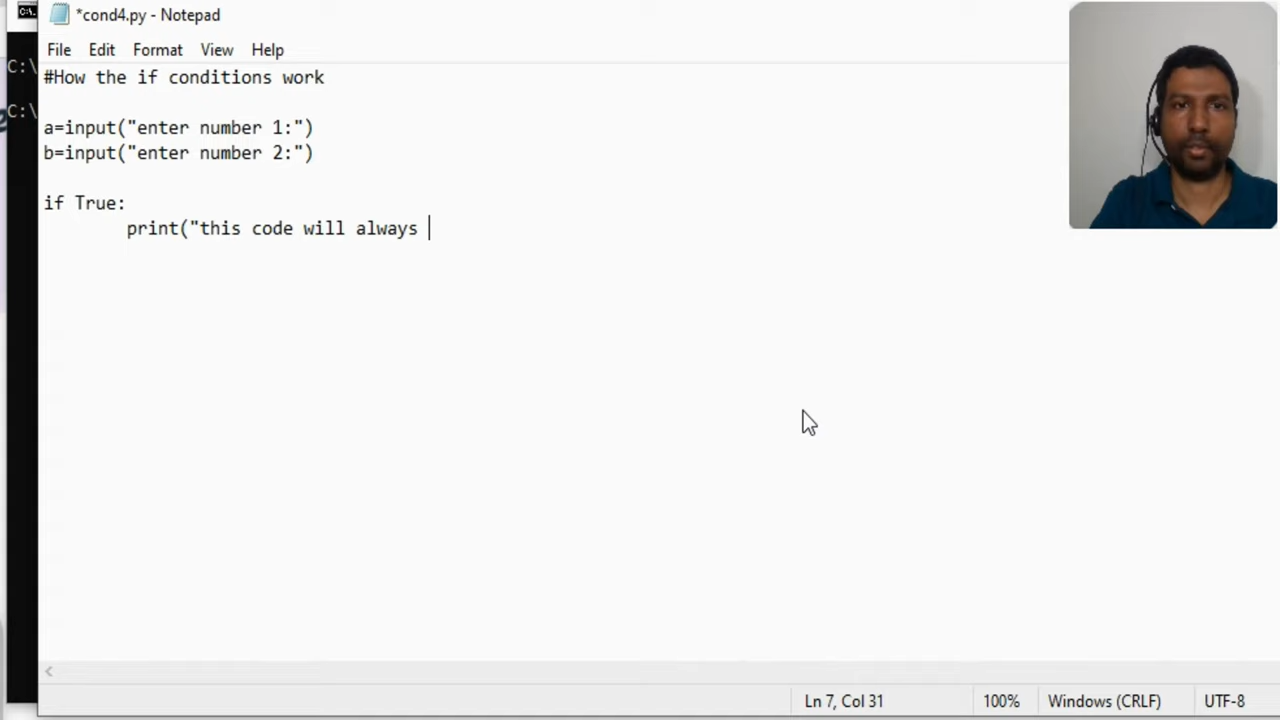 *cond4.py - Notepad
File Edit Format View Help
C:\
#How the if conditions work
C:\
a=input("enter number 1:")
b=input("enter number 2:")
if True:
print("this code will always
Ln 7, Col 31 100% Windows (CRLF) UTF-8